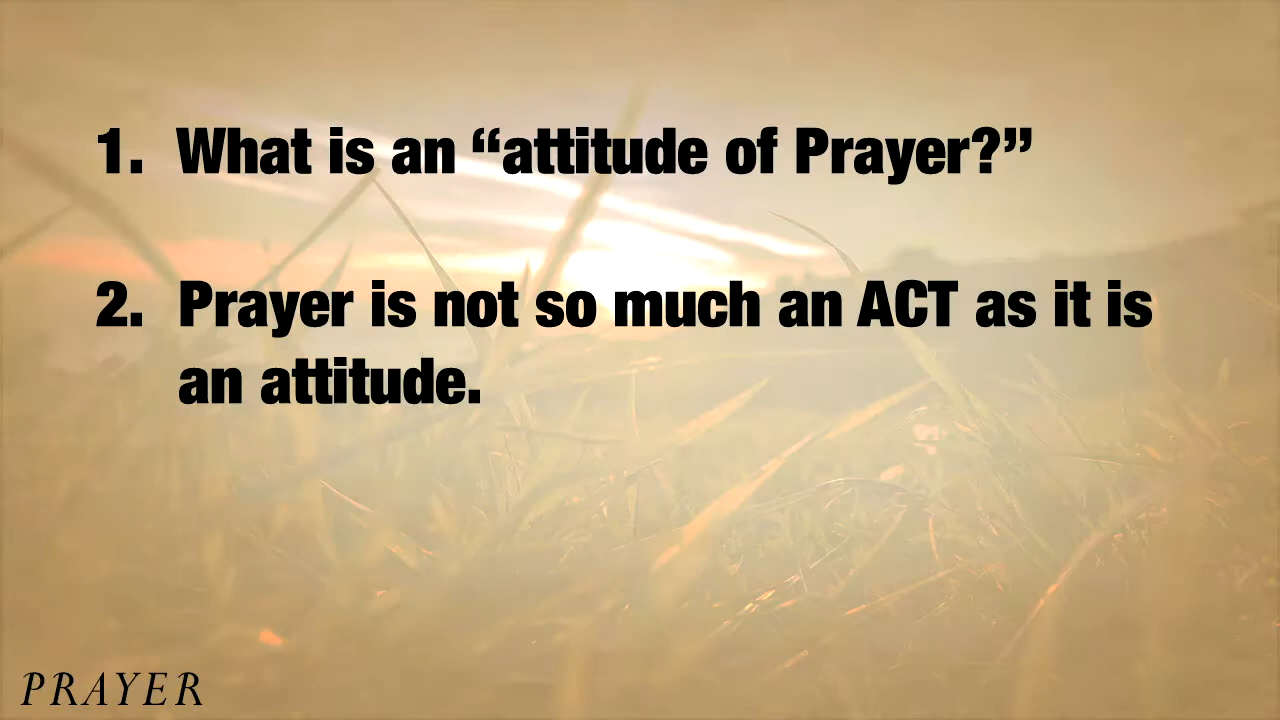 1. What is an “attitude of Prayer?”
2. Prayer is not so much an ACT as it is
an attitude.
PRAYER